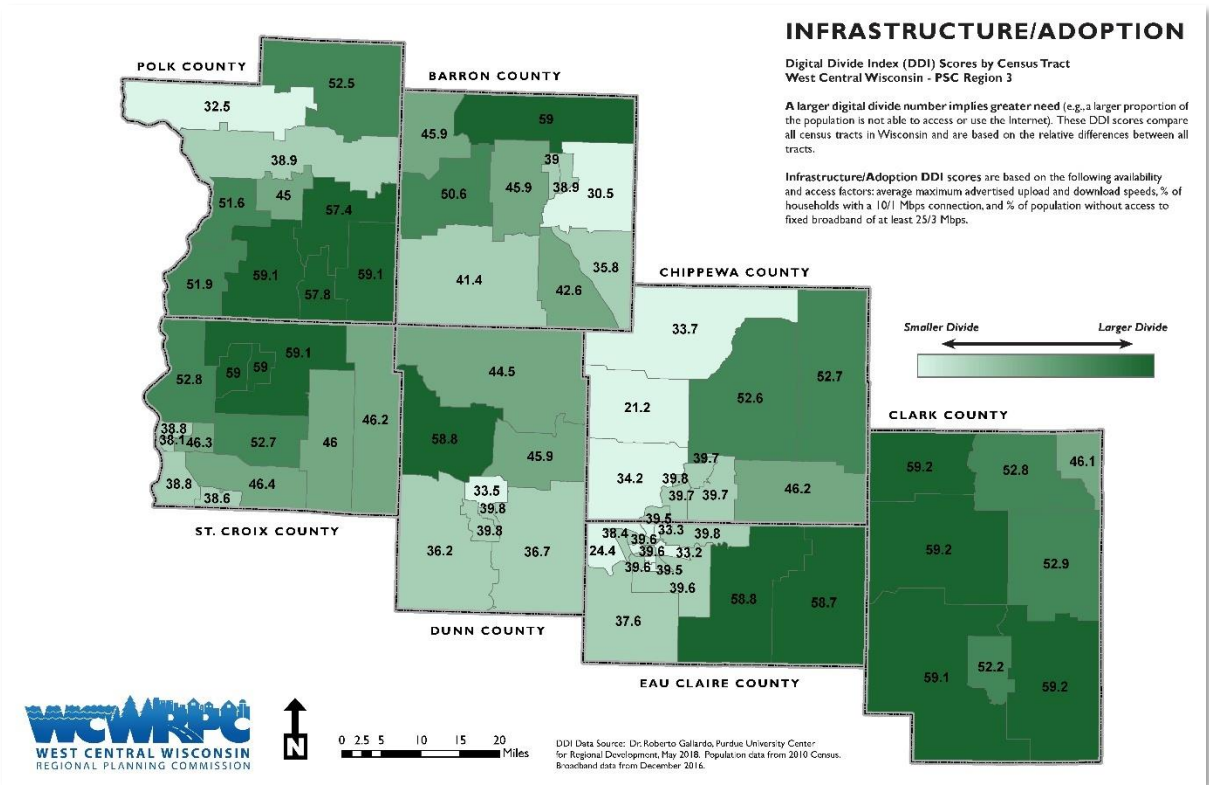 INFRASTRUCTURE/ADOPTION
Digital Divide Index (DDI) Scores by Census Tract
West Central Wisconsin - PSC Region 3
A larger digital divide number implies greater need (e.g., a larger proportion of
the population is not able to access or use the Internet). These DDI scores compare
all census tracts in Wisconsin and are based on the relative differences between all
tracts.
Infrastructure/Adoption DDI scores are based on the following availability
and access factors: average maximum advertised upload and download speeds, % of
households with a 10/1 Mbps connection, and % of population without access to
fixed broadband of at least 25/3 Mbps.
Smaller Divide Larger Divide
POLK COUNTY
52.5
32.5
38.9
45
51.6
57.4
51.9
59.1
57.8
59.1
BARRON COUNTY
45.9
59
39
50.6
45.9
38.9
30.5
41.4
42.6
35.8
CHIPPEWA COUNTY
33.7
52.7
52.6
21.2
39.7
34.2
39.8
39.7
39.7
46.2
39.5
CLARK COUNTY
59.2
52.8
46.1
59.2
52.9
59.1
52.2
59.2
52.8
59
59
59.1
46.2
38.8
38.1
46.3
52.7
46
38.8
46.4
38.6
ST. CROIX COUNTY
44.5
58.8
45.9
33.5
39.8
39.8
36.2
36.7
DUNN COUNTY
38.4
33.3
39.8
39.6
24.4
39.6
33.2
39.6
39.5
39.6
58.8
58.7
37.6
EAU CLAIRE COUNTY
WCWRPC
WEST CENTRAL WISCONSIN
REGIONAL PLANNING COMMISSION
N
0 2.5 5 10 15 20
Miles
DDI Data Source: Dr. Roberto Gallardo, Purdue University Center
for Regional Development, May 2018. Population data from 2010 Census.
Broadband data from December 2016.